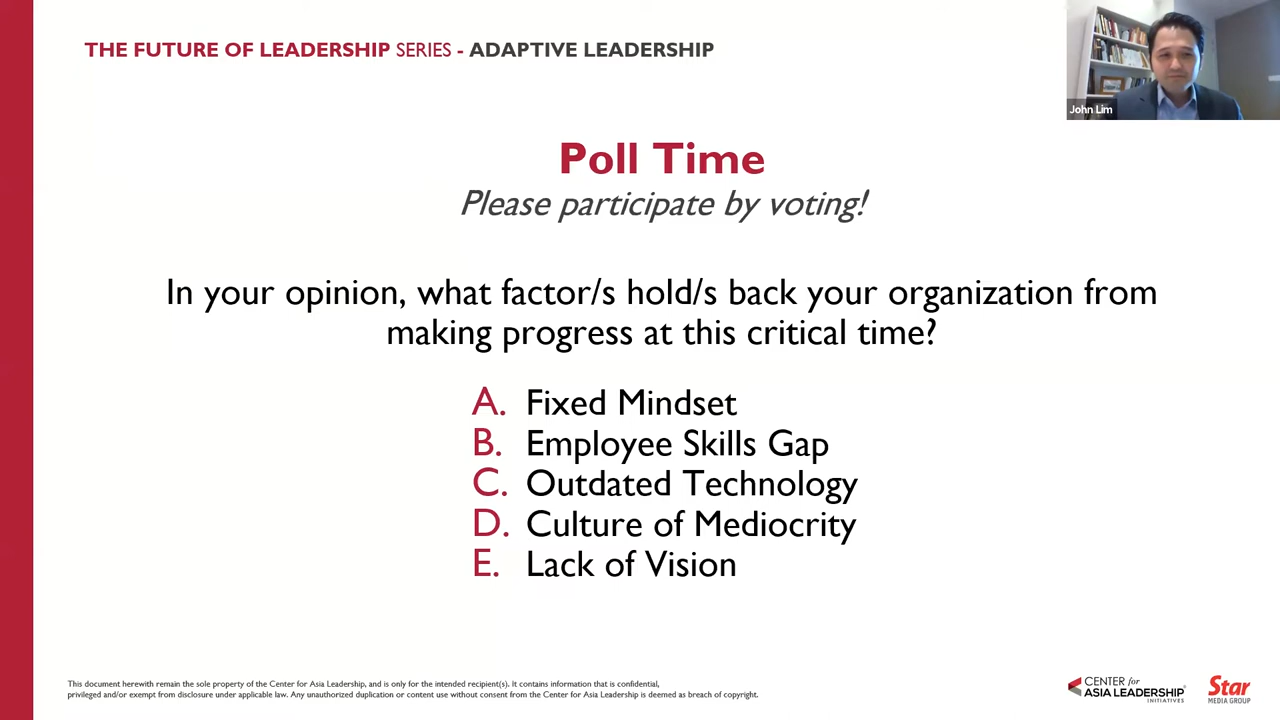 THE FUTURE OF LEADERSHIP SERIES - ADAPTIVE LEADERSHIP
John Lim
Poll Time
Please participate by voting!
In your opinion, what factor/s hold/s back your organization from
making progress at this critical time?
A. Fixed Mindset
B. Employee Skills Gap
C. Outdated Technology
D. Culture of Mediocrity
E. Lack of Vision
This document herewith remain the sole property of the Center for Asia Leadership, and is only for the intended recipient(s). It contains information that is confidential,
privileged and/or exempt from disclosure under applicable law. Any unauthorized duplication or content use without consent from the Center for Asia Leadership is deemed as breach of copyright.
CENTER for
ASIA LEADERSHIP
INITIATIVES
Star
MEDIA GROUP